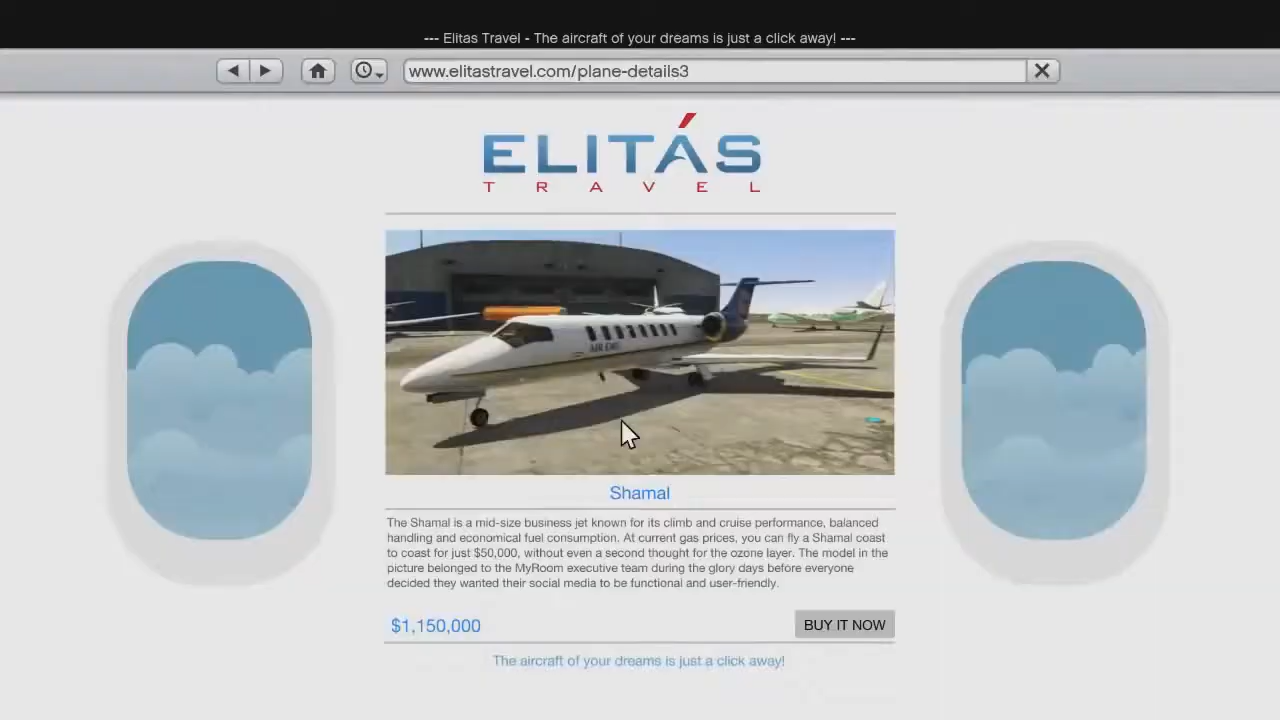 --- Elitas Travel - The aircraft of your dreams is just a click away! ---
www.elitastravel.com/plane-details3
ELITÁS
TRAVEL
Shamal
The Shamal is a mid-size business jet known for its climb and cruise performance, balanced
handling and economical fuel consumption. At current gas prices, you can fly a Shamal coast
to coast for just $50,000, without even a second thought for the ozone layer. The model in the
picture belonged to the MyRoom executive team during the glory days before everyone
decided they wanted their social media to be functional and user-friendly.
$1,150,000
BUY IT NOW
The aircraft of your dreams is just a click away!